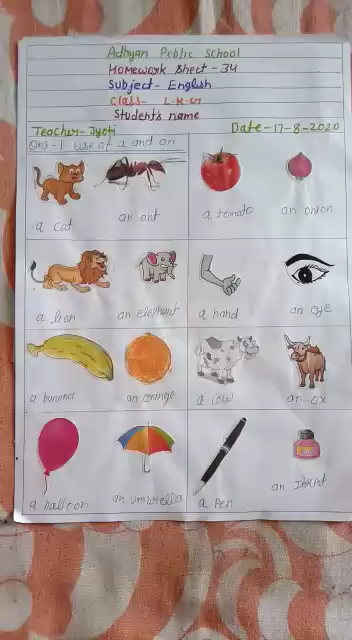 Adhyan Public School
Homework Sheet - 34
Subject - English
Class - L.K.G
Student's name
Teacher - Jyoti Date - 17-8-2020
Qns - 1 use of a and an
a cat an ant a tomato an onion
a lion an elephant a hand an eye
a banana an orange a cow an ox
a balloon an umbrella a Pen an InkPot